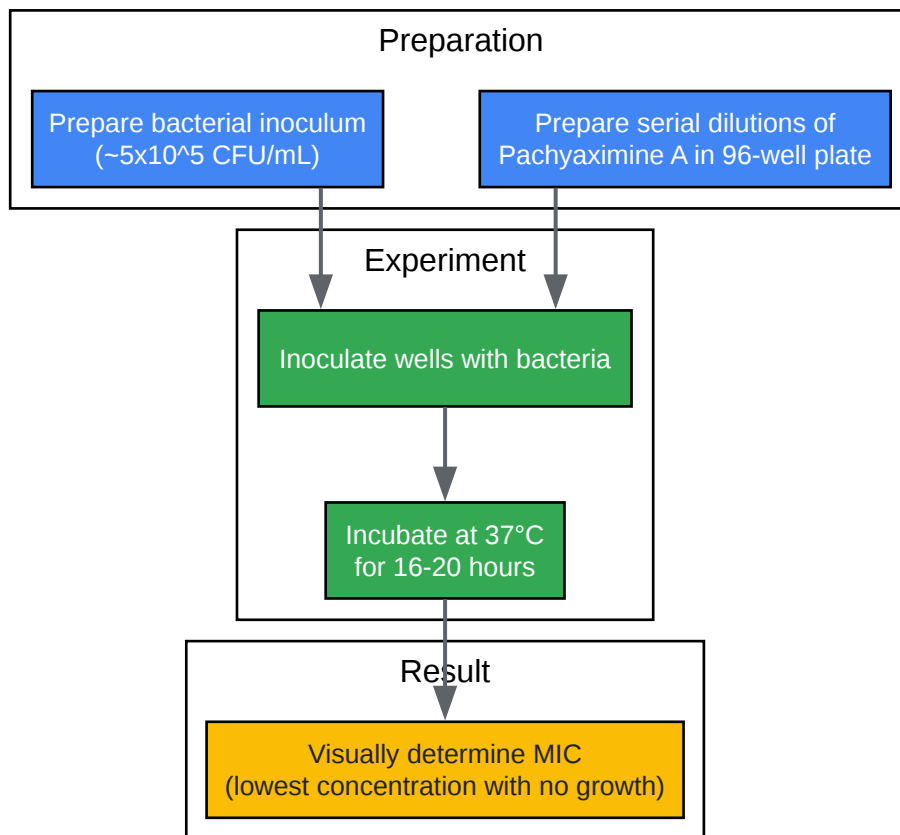 Preparation
Prepare bacterial inoculum
(~5x10^5 CFU/mL)
Prepare serial dilutions of
Pachyaximine A in 96-well plate
Experiment
Inoculate wells with bacteria
Incubate at 37°C
for 16-20 hours
Result
Visually determine MIC
(lowest concentration with no growth)